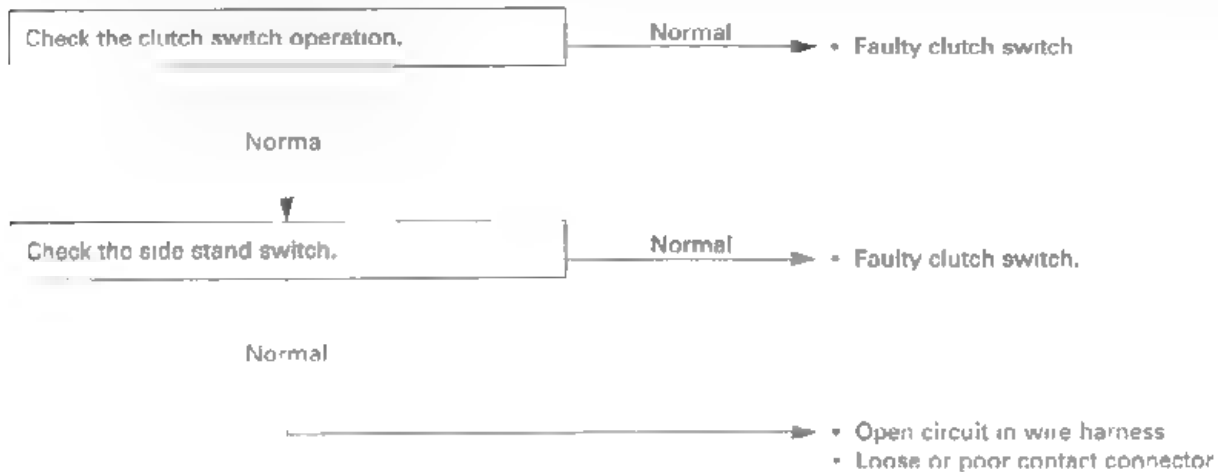 Check the clutch switch operation.
Normal
• Faulty clutch switch
Norma
Check the side stand switch.
Normal
• Faulty clutch switch.
Normal
• Open circuit in wire harness
• Loose or poor contact connector